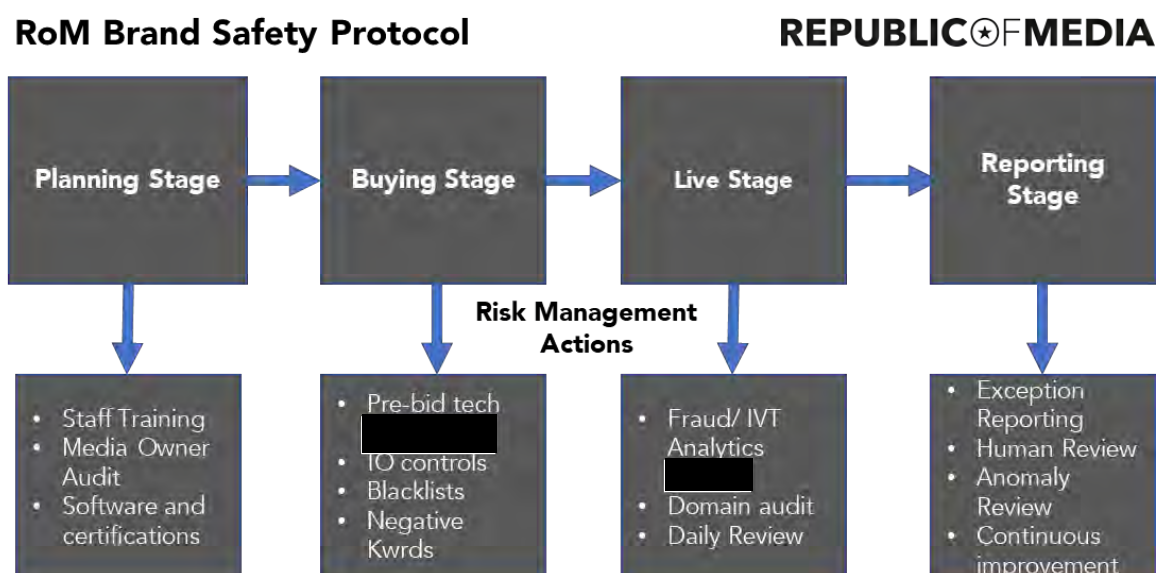 RoM Brand Safety Protocol
REPUBLIC OF MEDIA
Planning Stage
Buying Stage
Live Stage
Reporting
Stage
Risk Management
Actions
• Staff Training
• Media Owner
Audit
• Software and
certifications
• Pre-bid tech
• IO controls
• Blacklists
• Negative
Kwrds
• Fraud/ IVT
Analytics
• Domain audit
• Daily Review
• Exception
Reporting
• Human Review
• Anomaly
Review
• Continuous
improvement